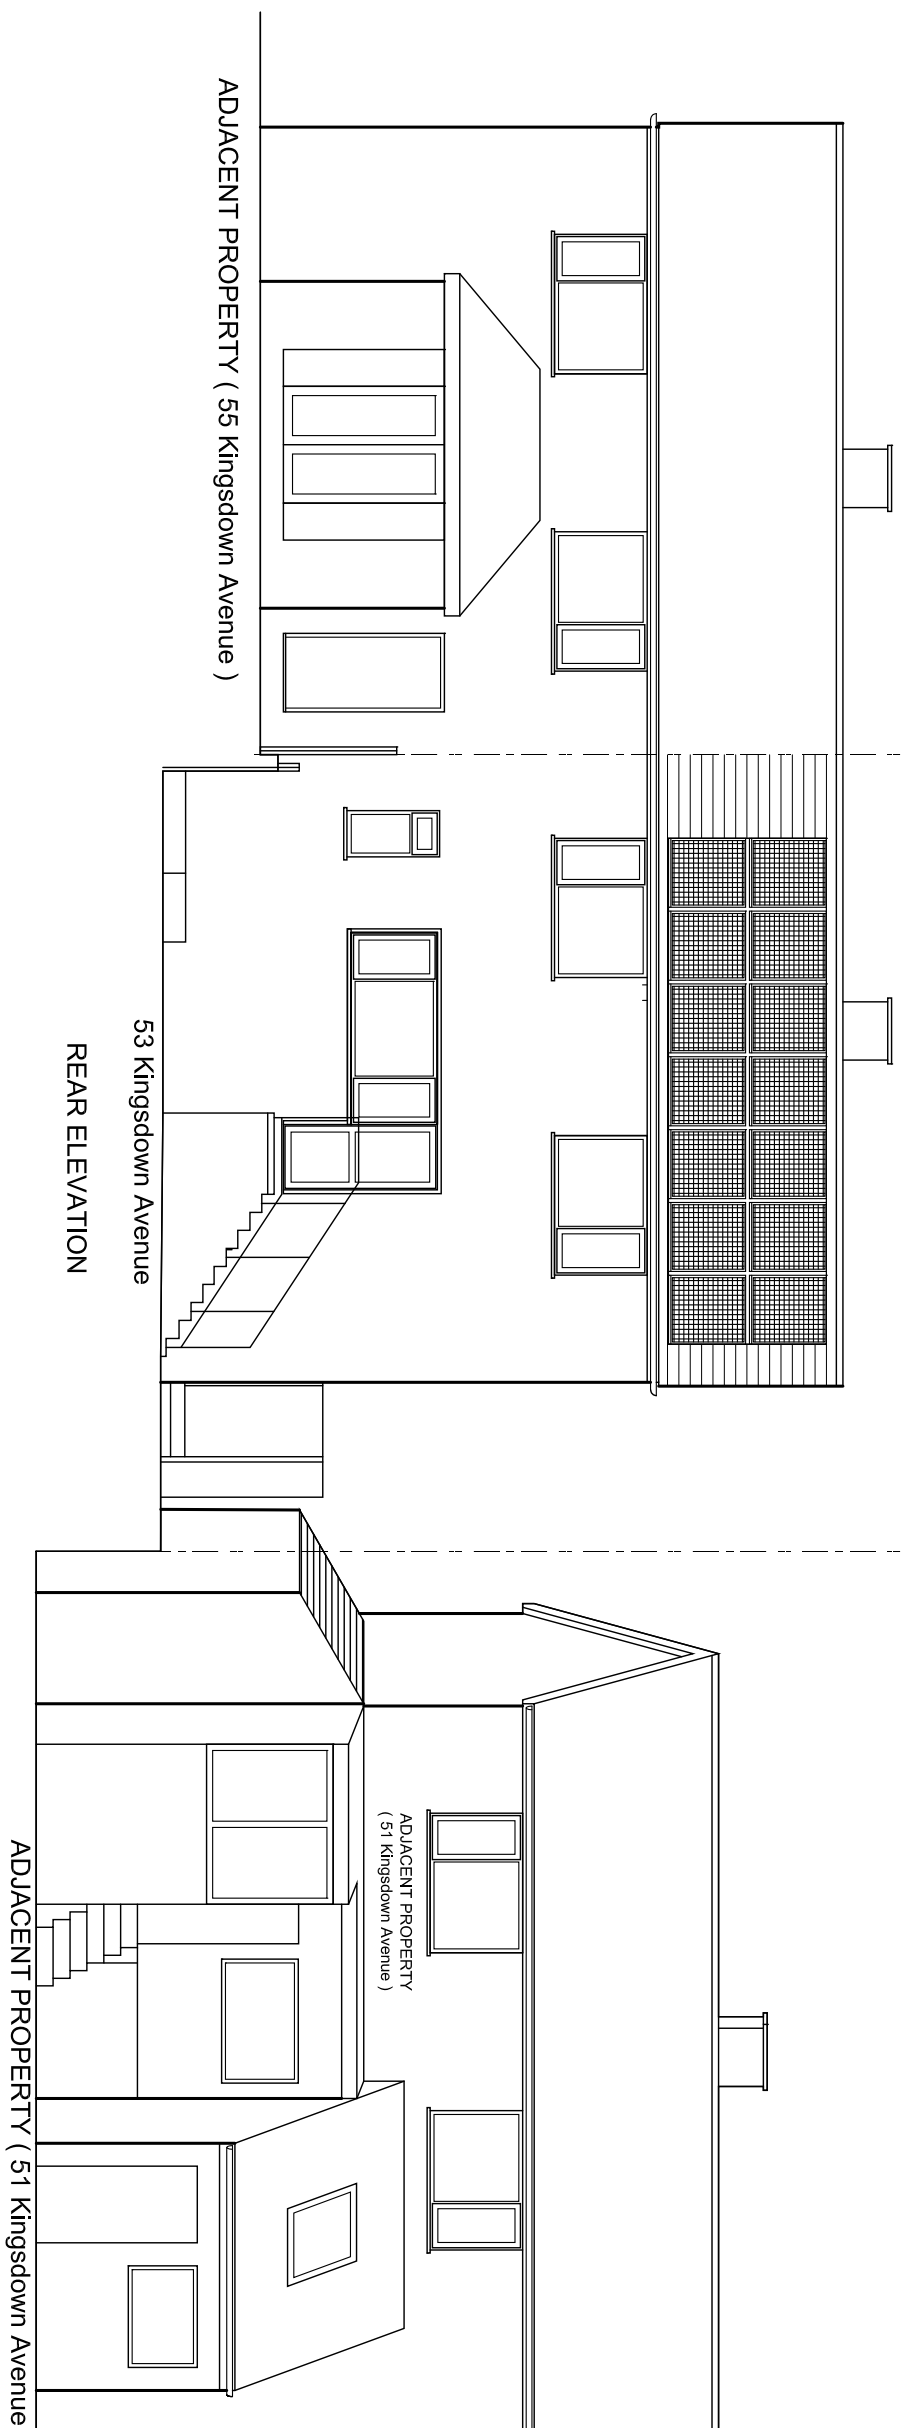 ADJACENT PROPERTY ( 55 Kingsdown Avenue )
53 Kingsdown Avenue
REAR ELEVATION
ADJACENT PROPERTY
( 51 Kingsdown Avenue )
ADJACENT PROPERTY ( 51 Kingsdown Avenue